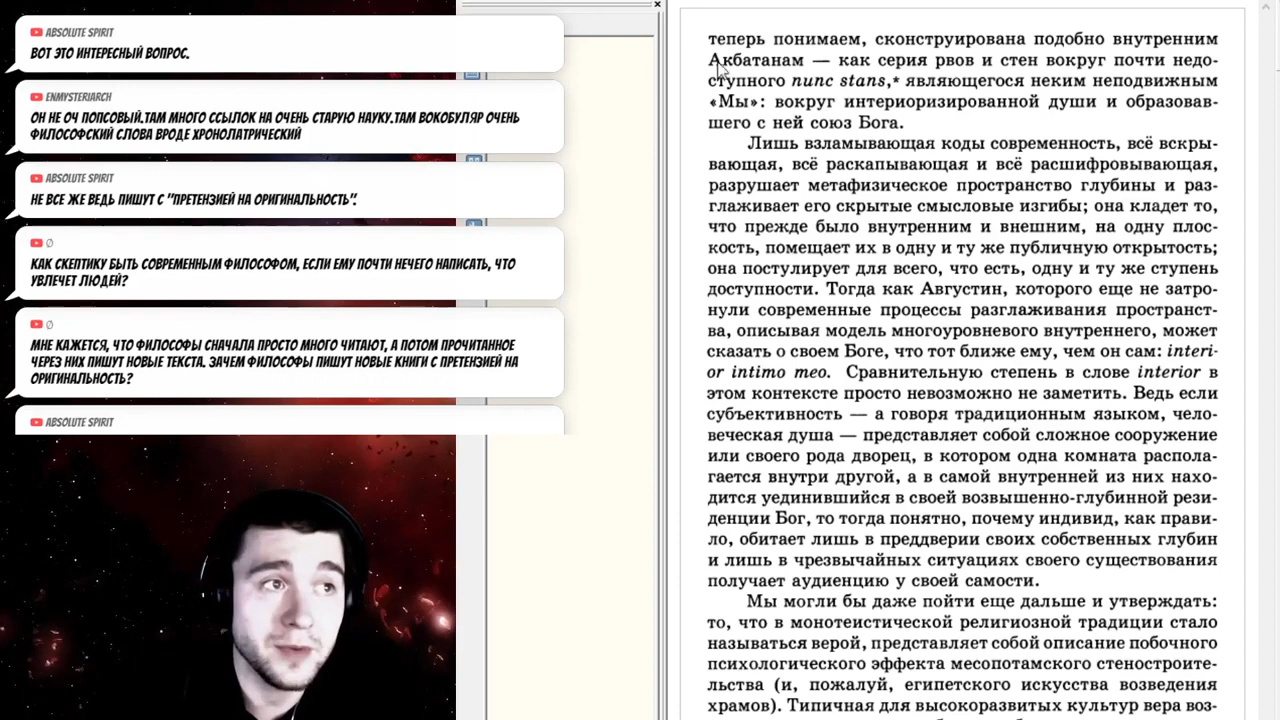 ABSOLUTE SPIRIT
ВОТ ЭТО ИНТЕРЕСНЫЙ ВОПРОС.
ENMYSTERIARCH
ОН НЕ ОЧ ПОПСОВЫЙ.ТАМ МНОГО ССЫЛОК НА ОЧЕНЬ СТАРУЮ НАУКУ.ТАМ ВОКОБУЛЯР ОЧЕНЬ
ФИЛОСОФСКИЙ СЛОВА ВРОДЕ ХРОНОЛАТРИЧЕСКИЙ
ABSOLUTE SPIRIT
НЕ ВСЕ ЖЕ ВЕДЬ ПИШУТ С "ПРЕТЕНЗИЕЙ НА ОРИГИНАЛЬНОСТЬ".
Ø
КАК СКЕПТИКУ БЫТЬ СОВРЕМЕННЫМ ФИЛОСОФОМ, ЕСЛИ ЕМУ ПОЧТИ НЕЧЕГО НАПИСАТЬ, ЧТО
УВЛЕЧЕТ ЛЮДЕЙ?
Ø
МНЕ КАЖЕТСЯ, ЧТО ФИЛОСОФЫ СНАЧАЛА ПРОСТО МНОГО ЧИТАЮТ, А ПОТОМ ПРОЧИТАННОЕ
ЧЕРЕЗ НИХ ПИШУТ НОВЫЕ ТЕКСТА. ЗАЧЕМ ФИЛОСОФЫ ПИШУТ НОВЫЕ КНИГИ С ПРЕТЕНЗИЕЙ НА
ОРИГИНАЛЬНОСТЬ?
ABSOLUTE SPIRIT
теперь понимаем, сконструирована подобно внутренним
Акбатанам — как серия рвов и стен вокруг почти недо-
ступного nunc stans,* являющегося неким неподвижным
«Мы»: вокруг интериоризированной души и образовав-
шего с ней союз Бога.
Лишь взламывающая коды современность, всё вскры-
вающая, всё раскапывающая и всё расшифровывающая,
разрушает метафизическое пространство глубины и раз-
глаживает его скрытые смысловые изгибы; она кладет то,
что прежде было внутренним и внешним, на одну плос-
кость, помещает их в одну и ту же публичную открытость;
она постулирует для всего, что есть, одну и ту же ступень
доступности. Тогда как Августин, которого еще не затро-
нули современные процессы разглаживания пространст-
ва, описывая модель многоуровневого внутреннего, может
сказать о своем Боге, что тот ближе ему, чем он сам: interi-
or intimo meo. Сравнительную степень в слове interior в
этом контексте просто невозможно не заметить. Ведь если
субъективность — а говоря традиционным языком, чело-
веческая душа — представляет собой сложное сооружение
или своего рода дворец, в котором одна комната распола-
гается внутри другой, а в самой внутренней из них нахо-
дится уединившийся в своей возвышенно-глубинной рези-
денции Бог, то тогда понятно, почему индивид, как прави-
ло, обитает лишь в преддверии своих собственных глубин
и лишь в чрезвычайных ситуациях своего существования
получает аудиенцию у своей самости.
Мы могли бы даже пойти еще дальше и утверждать:
то, что в монотеистической религиозной традиции стало
называться верой, представляет собой описание побочного
психологического эффекта месопотамского стеностроите-
льства (и, пожалуй, египетского искусства возведения
храмов). Типичная для высокоразвитых культур вера воз-